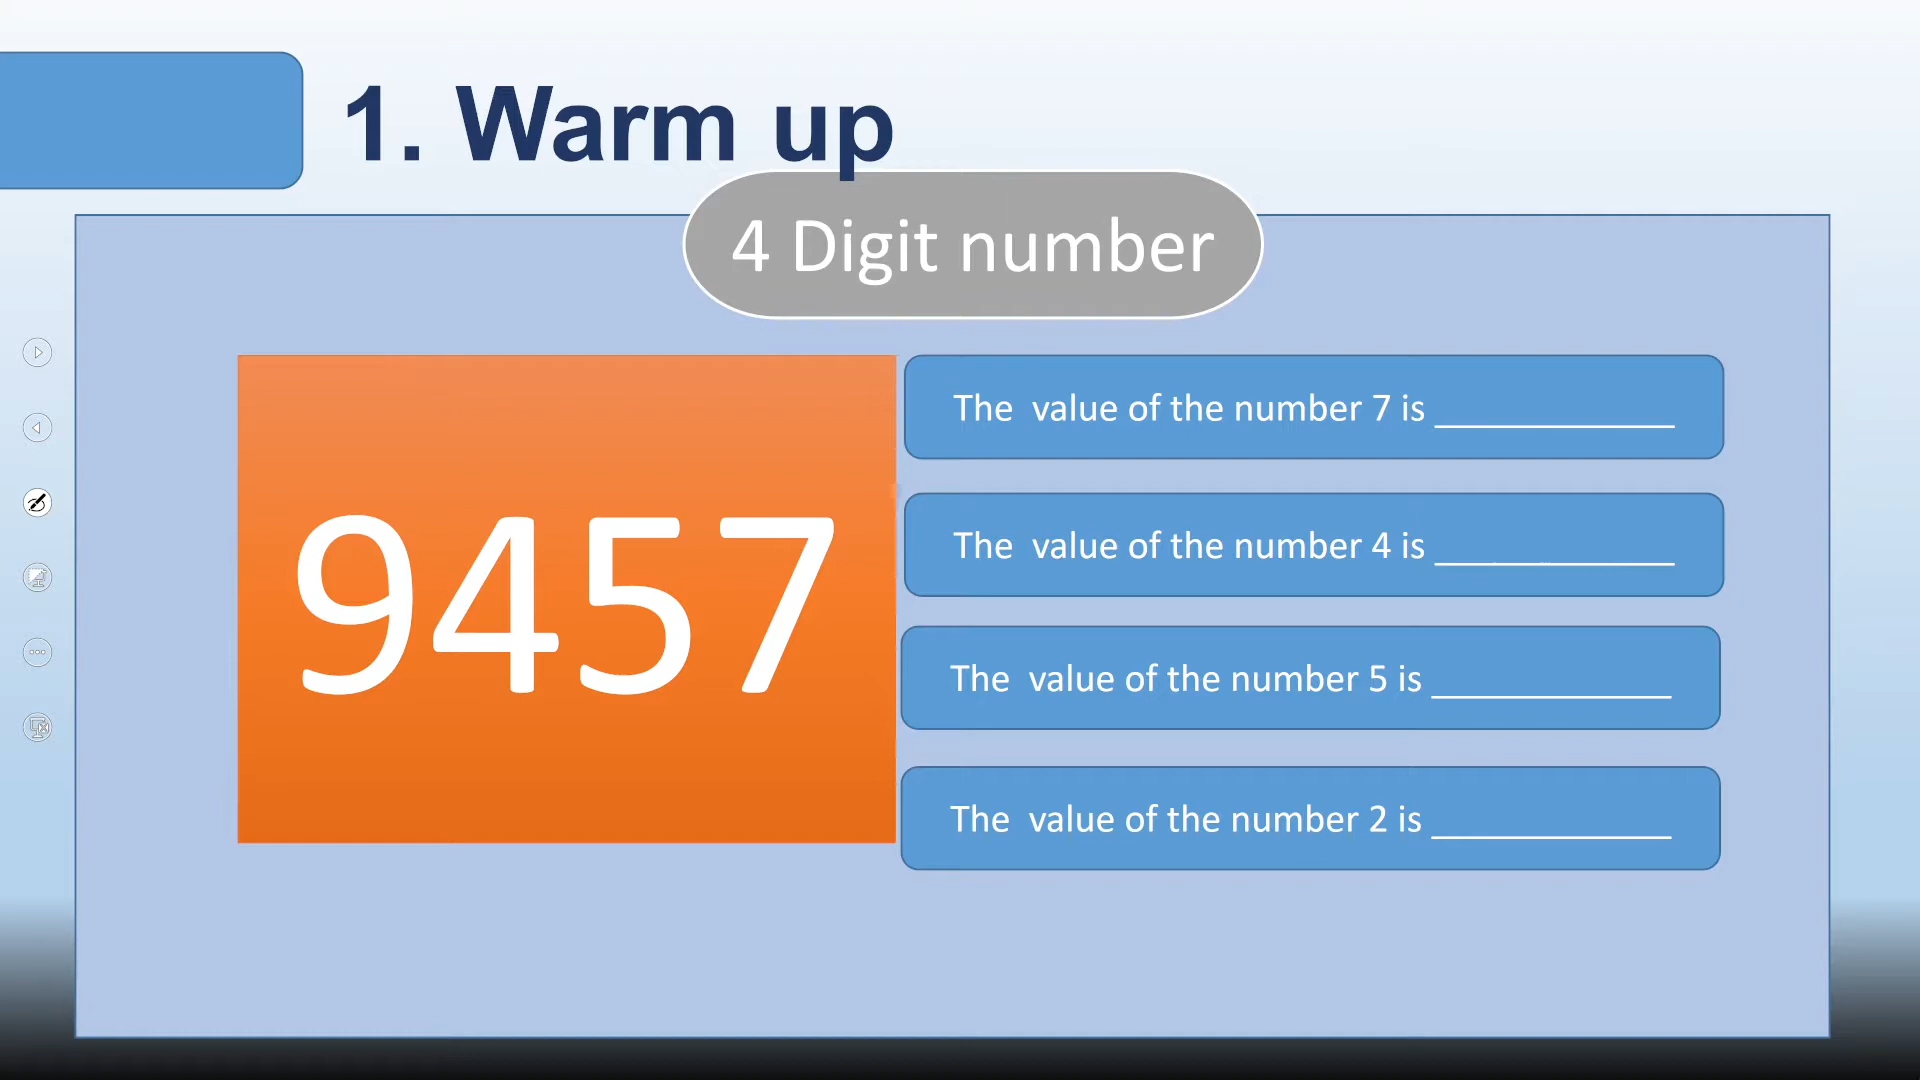 1. Warm up
4 Digit number
9457
The value of the number 7 is ____________
The value of the number 4 is ____________
The value of the number 5 is ____________
The value of the number 2 is ____________